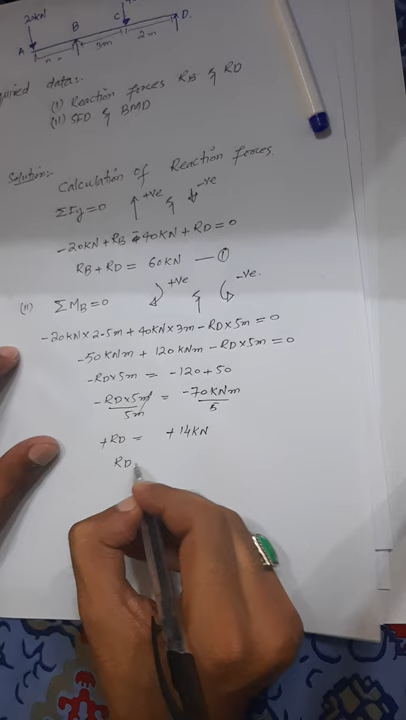 20KN
A B C D.
3m 2m
data:-
(i) Reaction forces RB & RD
(ii) SFD & BMD
Solution:-
Calculation of Reaction forces.
ΣFy=0 ↑+ve & ↓-ve
-20KN+RB-40KN+RD=0
RB+RD= 60KN — ①
(ii) ΣMB=0 +ve & -ve.
-20KN×2.5m+40KN×3m-RD×5m=0
-50KNm+120KNm-RD×5m=0
-RD×5m = -120+50
-RD×5m/5m = -70KNm/5
+RD= +14KN
RD=